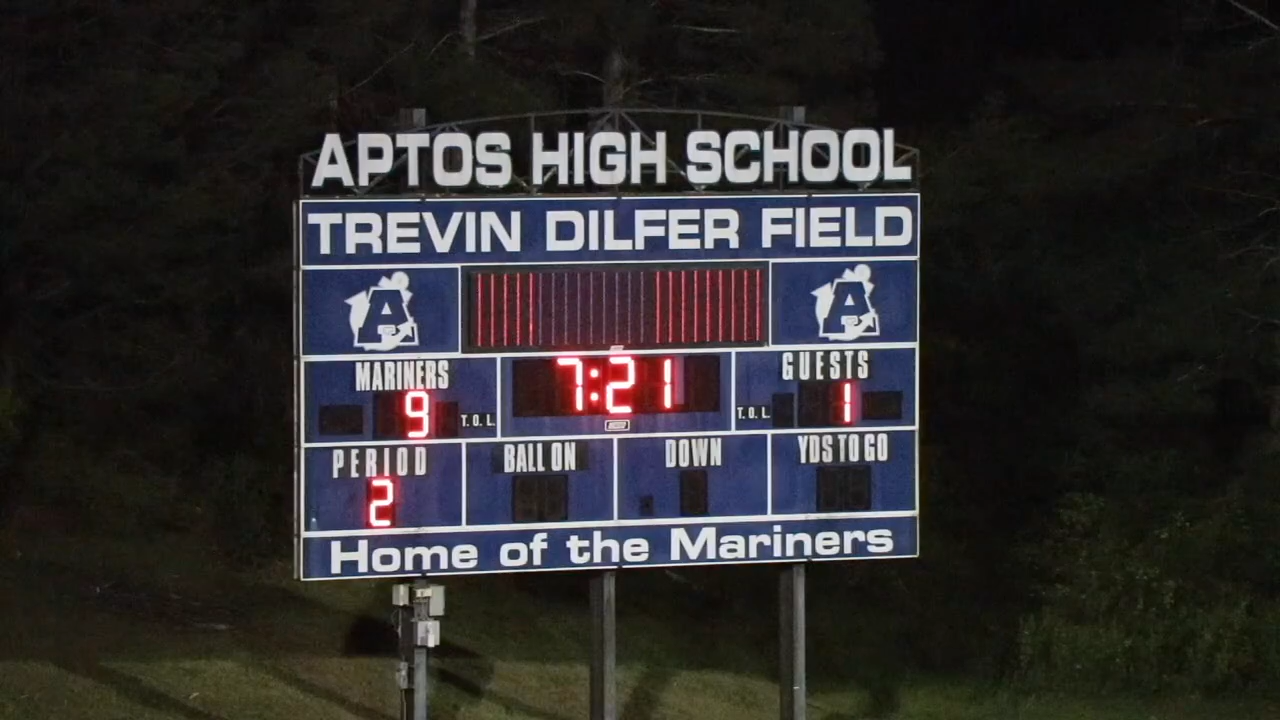 APTOS HIGH SCHOOL
TREVIN DILFER FIELD
A A
MARINERS 7:21 GUESTS
9 T. O. L. T. O. L. 1
PERIOD BALL ON DOWN YDS TO GO
2
Home of the Mariners